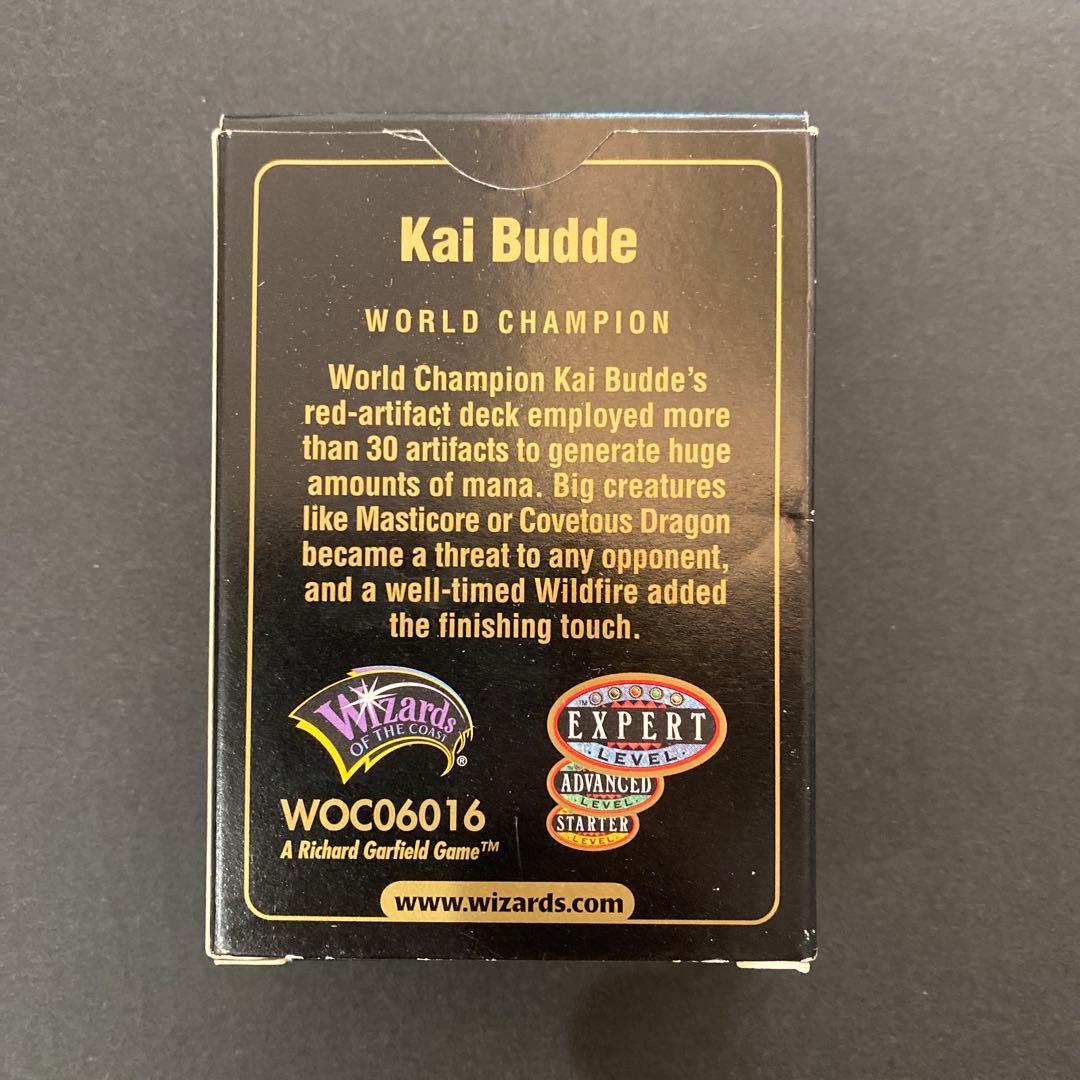 Kai Budde
WORLD CHAMPION
World Champion Kai Budde's
red-artifact deck employed more
than 30 artifacts to generate huge
amounts of mana. Big creatures
like Masticore or Covetous Dragon
became a threat to any opponent,
and a well-timed Wildfire added
the finishing touch.
Wizards
OF THE COAST
®
WOC06016
A Richard Garfield Game™
TM
EXPERT
LEVEL
ADVANCED
LEVEL
STARTER
LEVEL
www.wizards.com